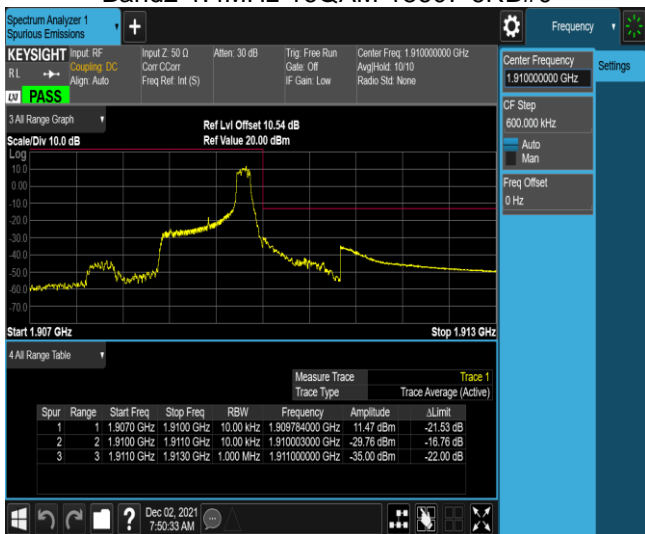 Spectrum Analyzer 1
Spurious Emissions
Frequency
KEYSIGHT
RL
Input: RF
Coupling: DC
Align: Auto
Input Z: 50 Ω
Corr CCorr
Freq Ref: Int (S)
Atten: 30 dB
Trig: Free Run
Gate: Off
IF Gain: Low
Center Freq: 1.910000000 GHz
Avg|Hold: 10/10
Radio Std: None
LXI PASS
Center Frequency
1.910000000 GHz
Settings
CF Step
600.000 kHz
Auto
Man
Freq Offset
0 Hz
3 All Range Graph
Scale/Div 10.0 dB
Ref Lvl Offset 10.54 dB
Ref Value 20.00 dBm
Log
10.0
0.00
-10.0
-20.0
-30.0
-40.0
-50.0
-60.0
-70.0
Start 1.907 GHz Stop 1.913 GHz
4 All Range Table
Measure Trace Trace 1
Trace Type Trace Average (Active)
Spur Range Start Freq Stop Freq RBW Frequency Amplitude ΔLimit
1 1 1.9070 GHz 1.9100 GHz 10.00 kHz 1.909784000 GHz 11.47 dBm -21.53 dB
2 2 1.9100 GHz 1.9110 GHz 10.00 kHz 1.910003000 GHz -29.76 dBm -16.76 dB
3 3 1.9110 GHz 1.9130 GHz 1.000 MHz 1.911000000 GHz -35.00 dBm -22.00 dB
Dec 02, 2021
7:50:33 AM